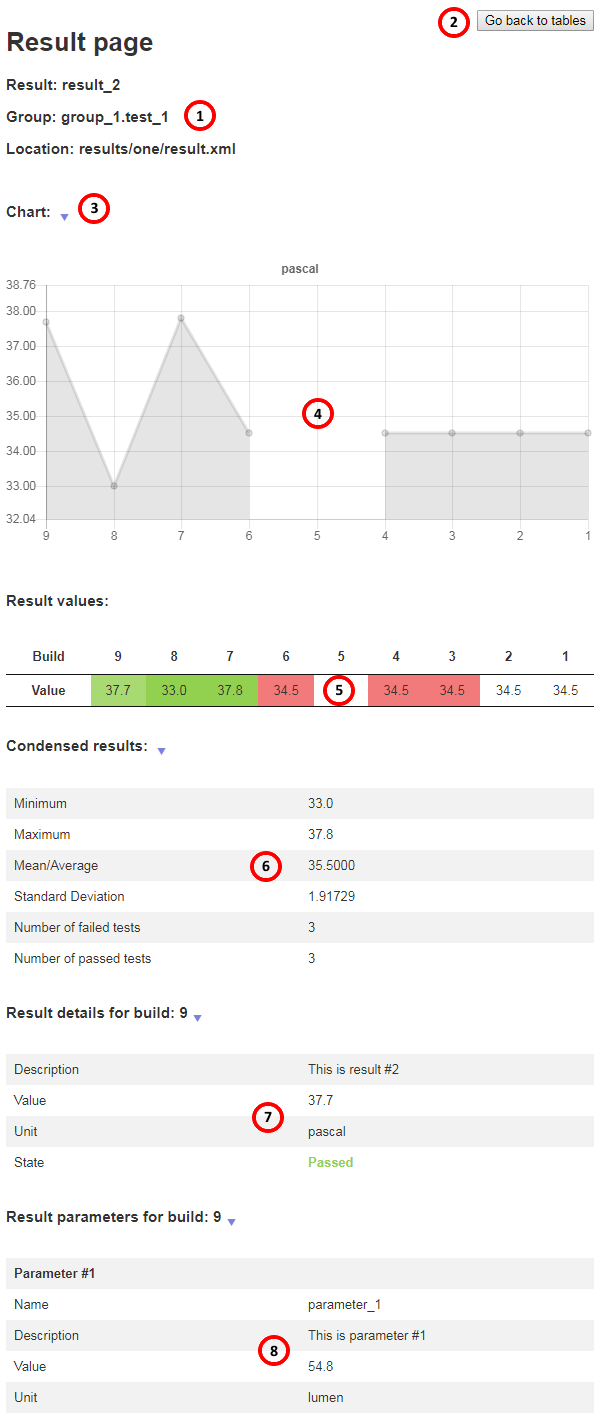 2 Go back to tables
Result page
Result: result_2
Group: group_1.test_1 1
Location: results/one/result.xml
Chart: 3
pascal
38.76
38.00
37.00
36.00
35.00 4
34.00
33.00
32.04
9 8 7 6 5 4 3 2 1
Result values:
Build 9 8 7 6 5 4 3 2 1
Value 37.7 33.0 37.8 34.5 5 34.5 34.5 34.5 34.5
Condensed results:
Minimum 33.0
Maximum 37.8
Mean/Average 6 35.5000
Standard Deviation 1.91729
Number of failed tests 3
Number of passed tests 3
Result details for build: 9
Description This is result #2
Value 37.7
7
Unit pascal
State Passed
Result parameters for build: 9
Parameter #1
Name parameter_1
Description This is parameter #1
8
Value 54.8
Unit lumen